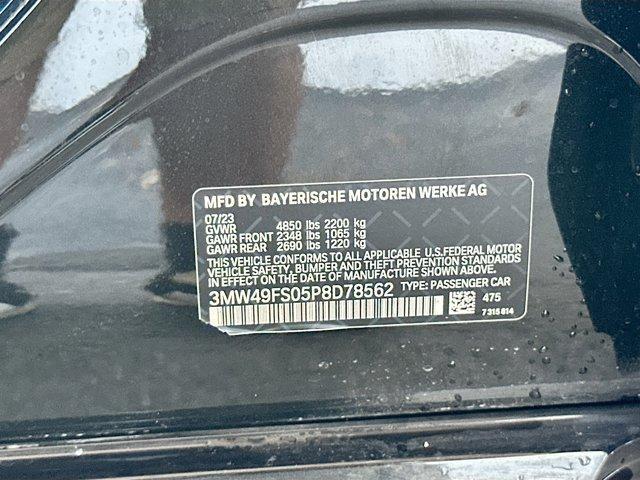 MFD BY BAYERISCHE MOTOREN WERKE AG
07/23
GVWR 4850 lbs 2200 kg
GAWR FRONT 2348 lbs 1065 kg
GAWR REAR 2690 lbs 1220 kg
THIS VEHICLE CONFORMS TO ALL APPLICABLE U.S.FEDERAL MOTOR
VEHICLE SAFETY, BUMPER AND THEFT PREVENTION STANDARDS
IN EFFECT ON THE DATE OF MANUFACTURE SHOWN ABOVE.
3MW49FS05P8D78562 TYPE: PASSENGER CAR
475
7 315 814